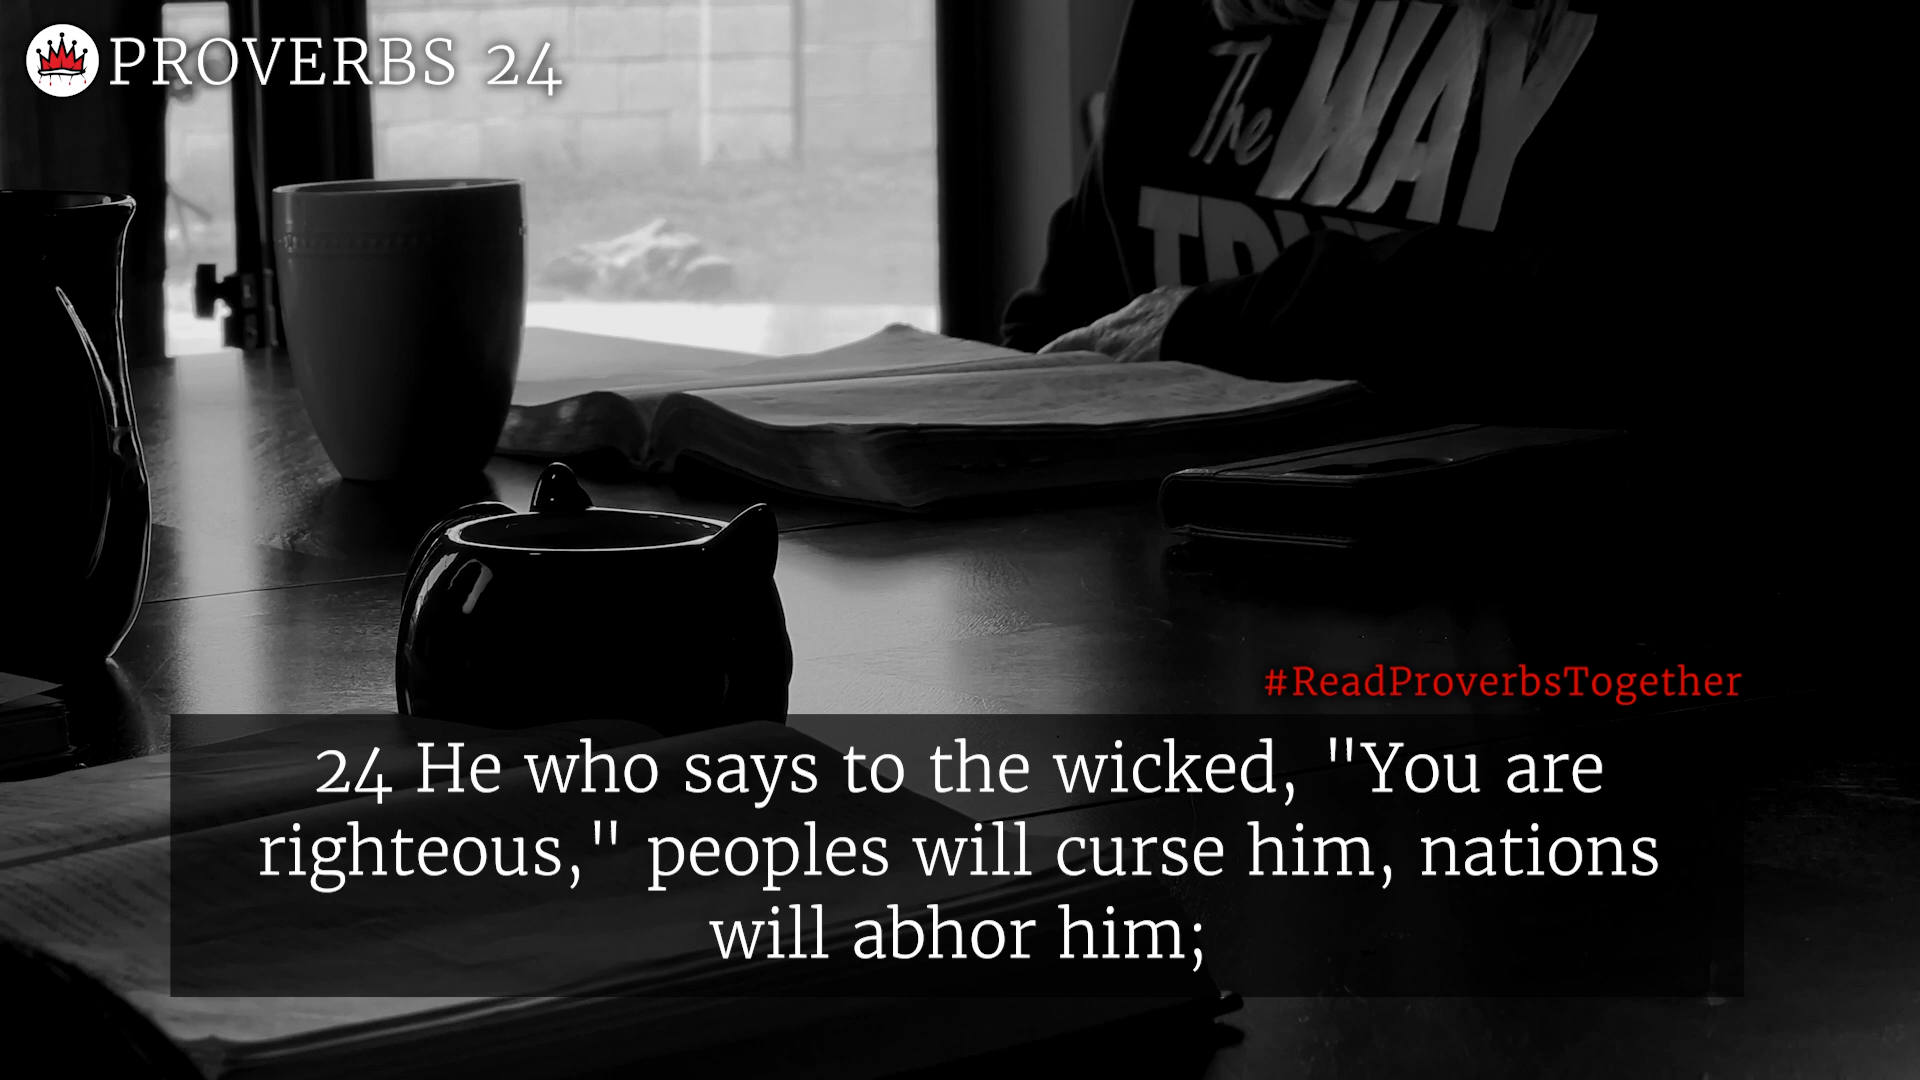 PROVERBS 24
The WAY
#ReadProverbsTogether
24 He who says to the wicked, "You are
righteous," peoples will curse him, nations
will abhor him;